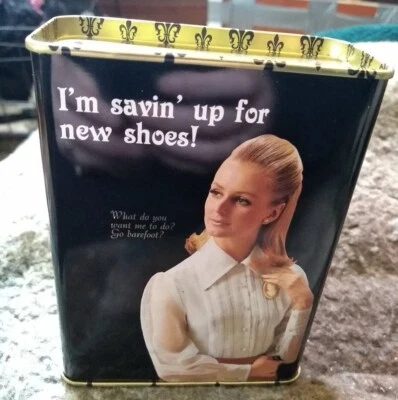 I'm savin' up for
new shoes!
What do you
want me to do?
Go barefoot?